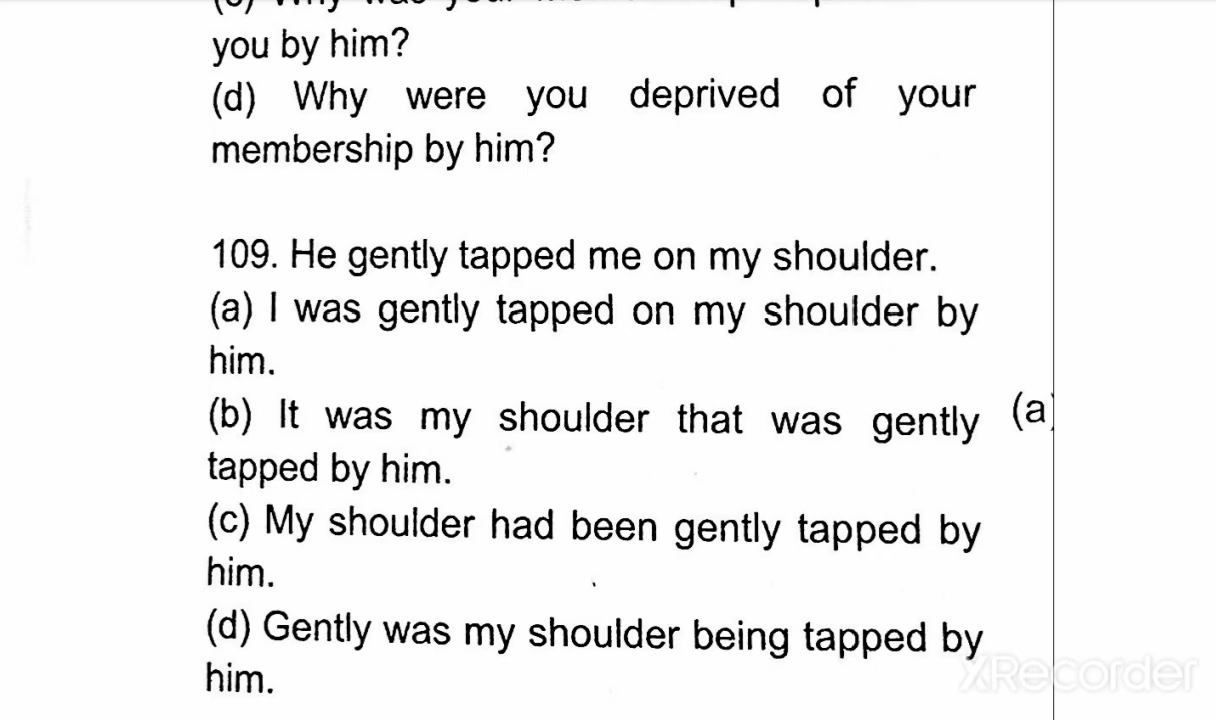 you by him?
(d) Why were you deprived of your
membership by him?
109. He gently tapped me on my shoulder.
(a) I was gently tapped on my shoulder by
him.
(b) It was my shoulder that was gently (a)
tapped by him.
(c) My shoulder had been gently tapped by
him.
(d) Gently was my shoulder being tapped by
him.
XRecorder